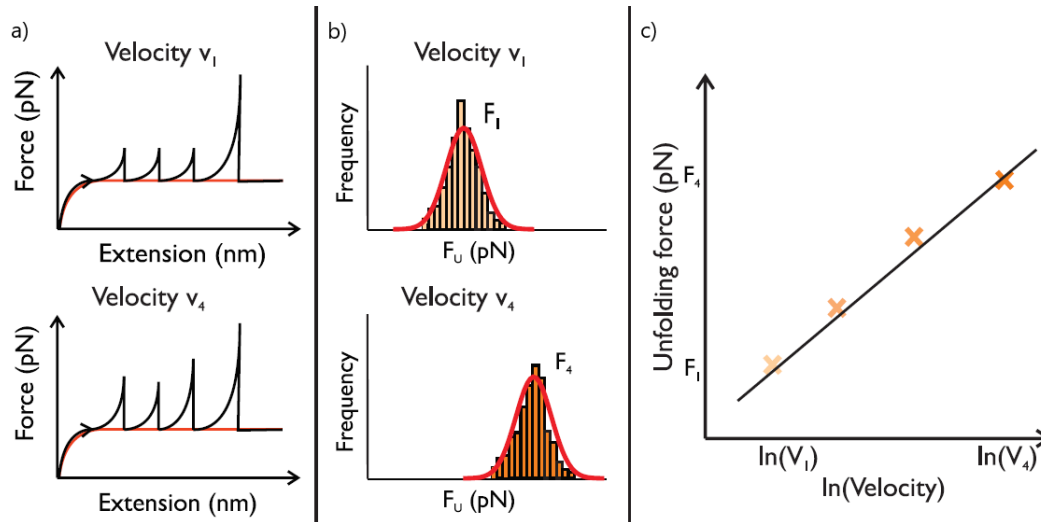 a)
Velocity v₁
Force (pN)
Extension (nm)
Velocity v₄
Force (pN)
Extension (nm)
b)
Velocity v₁
Frequency
F₁
Fᵤ (pN)
Velocity v₄
Frequency
F₄
Fᵤ (pN)
c)
Unfolding force (pN)
F₄
F₁
ln(V₁)
ln(V₄)
ln(Velocity)